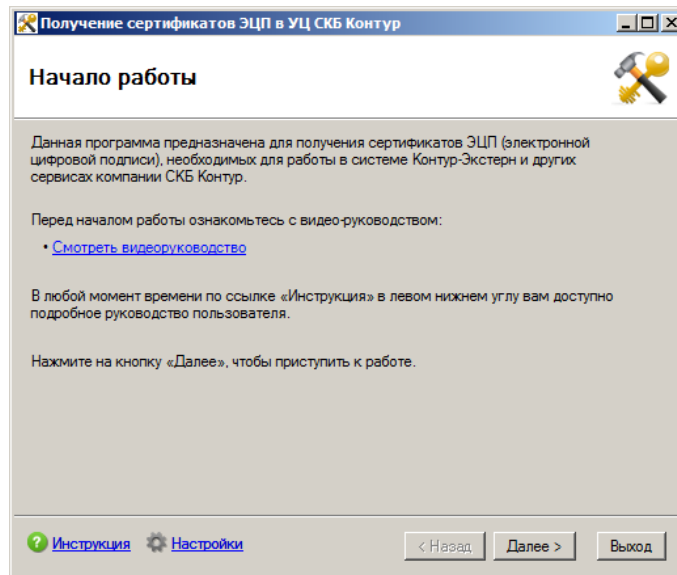 Получение сертификатов ЭЦП в УЦ СКБ Контур
Начало работы
Данная программа предназначена для получения сертификатов ЭЦП (электронной
цифровой подписи), необходимых для работы в системе Контур-Экстерн и других
сервисах компании СКБ Контур.
Перед началом работы ознакомьтесь с видео-руководством:
• Смотреть видеоруководство
В любой момент времени по ссылке «Инструкция» в левом нижнем углу вам доступно
подробное руководство пользователя.
Нажмите на кнопку «Далее», чтобы приступить к работе.
Инструкция Настройки < Назад Далее > Выход